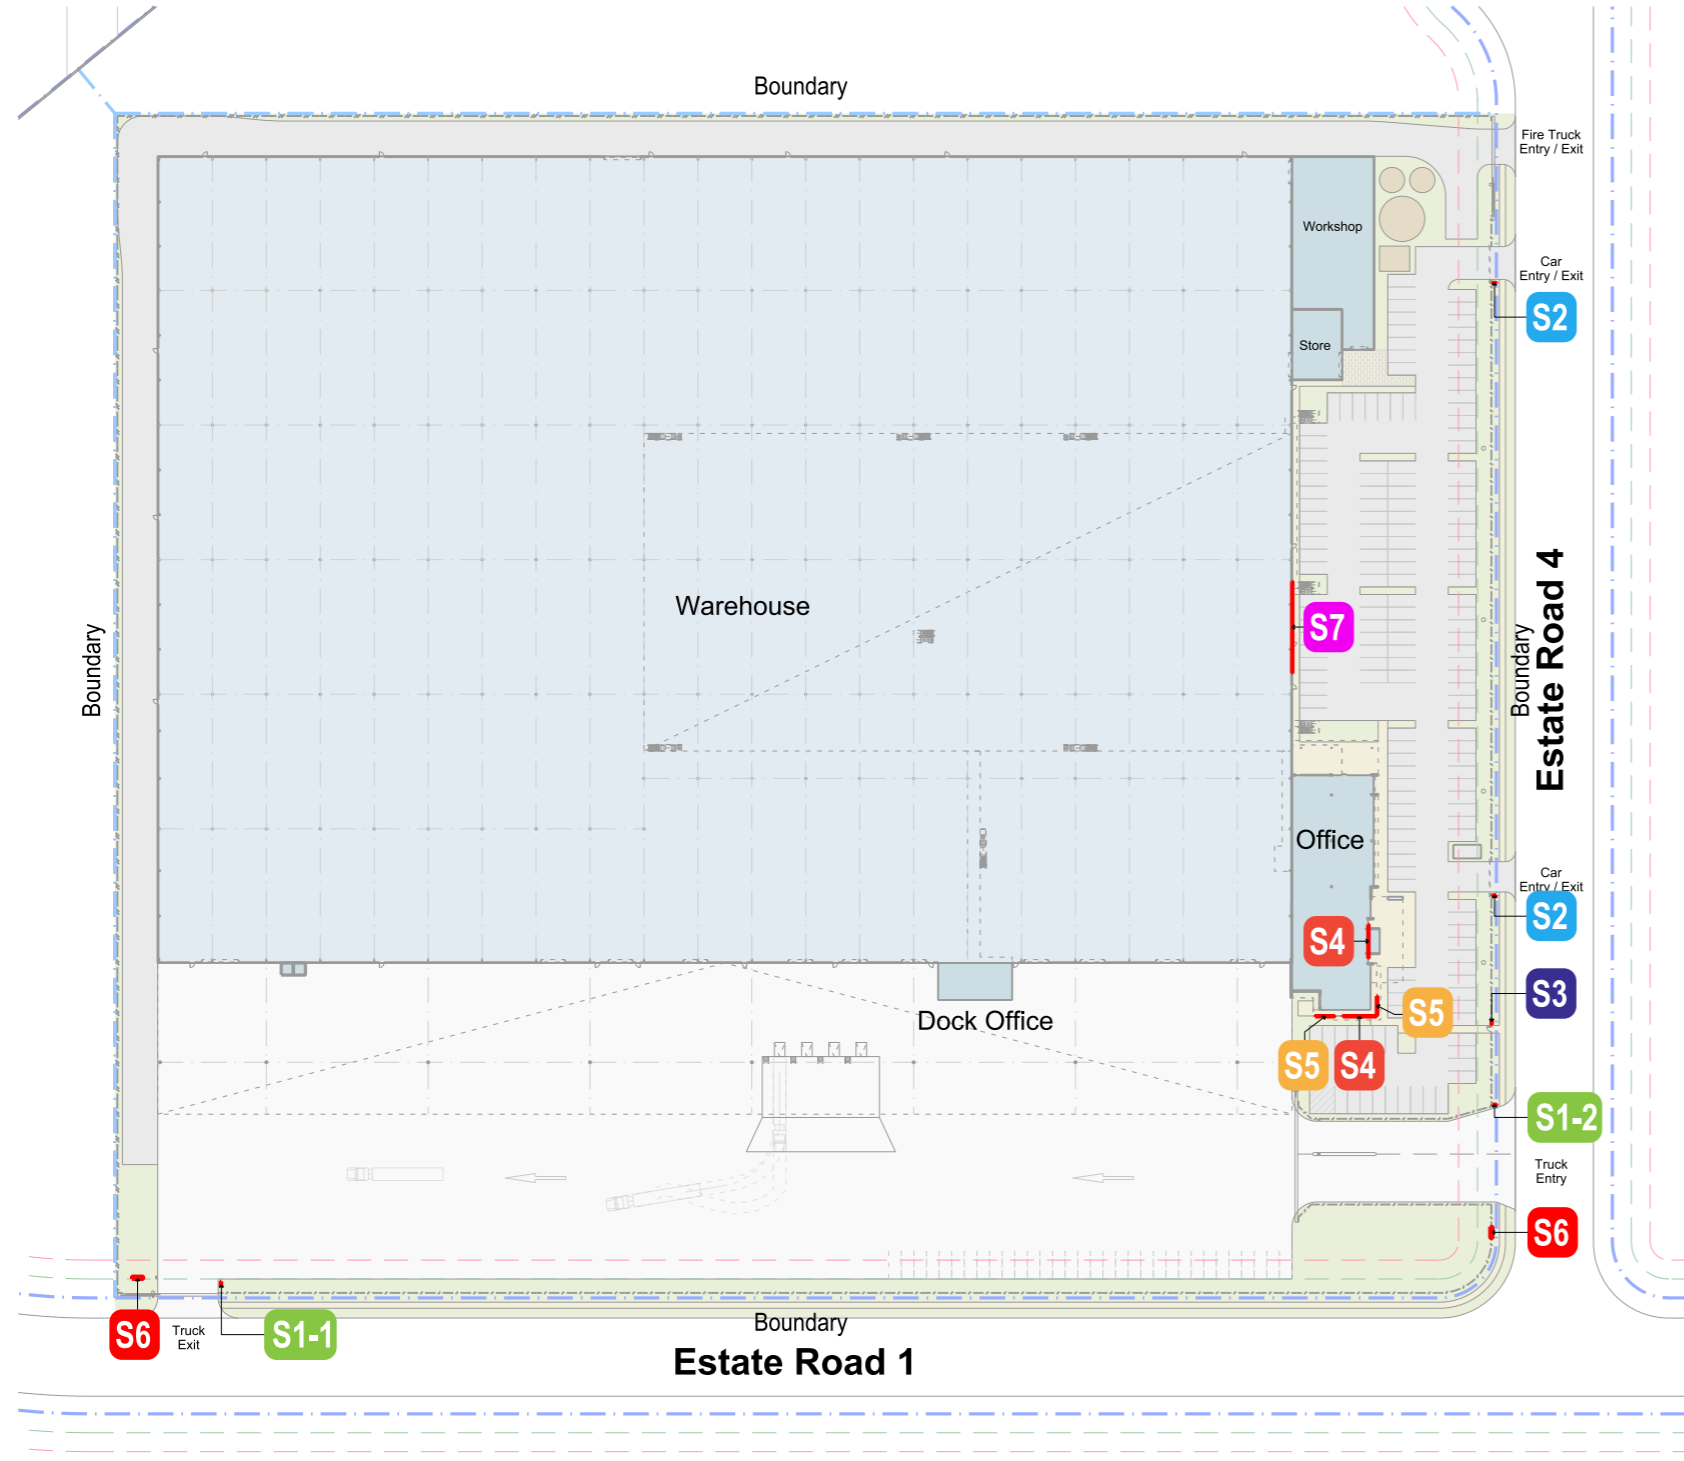 Boundary
Fire Truck
Entry / Exit
Workshop
Car
Entry / Exit
S2
Store
Warehouse
S7
Boundary
Boundary
Estate Road 4
Office
Car
Entry / Exit
S2
S4
S3
S5
Dock Office
S5
S4
S1-2
Truck
Entry
S6
S6
Truck
Exit
S1-1
Boundary
Estate Road 1